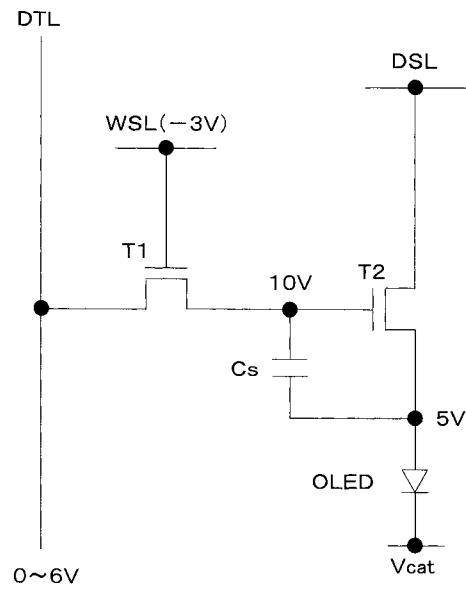 DTL
DSL
WSL(−3V)
T1
10V
T2
Cs
5V
OLED
Vcat
0〜6V